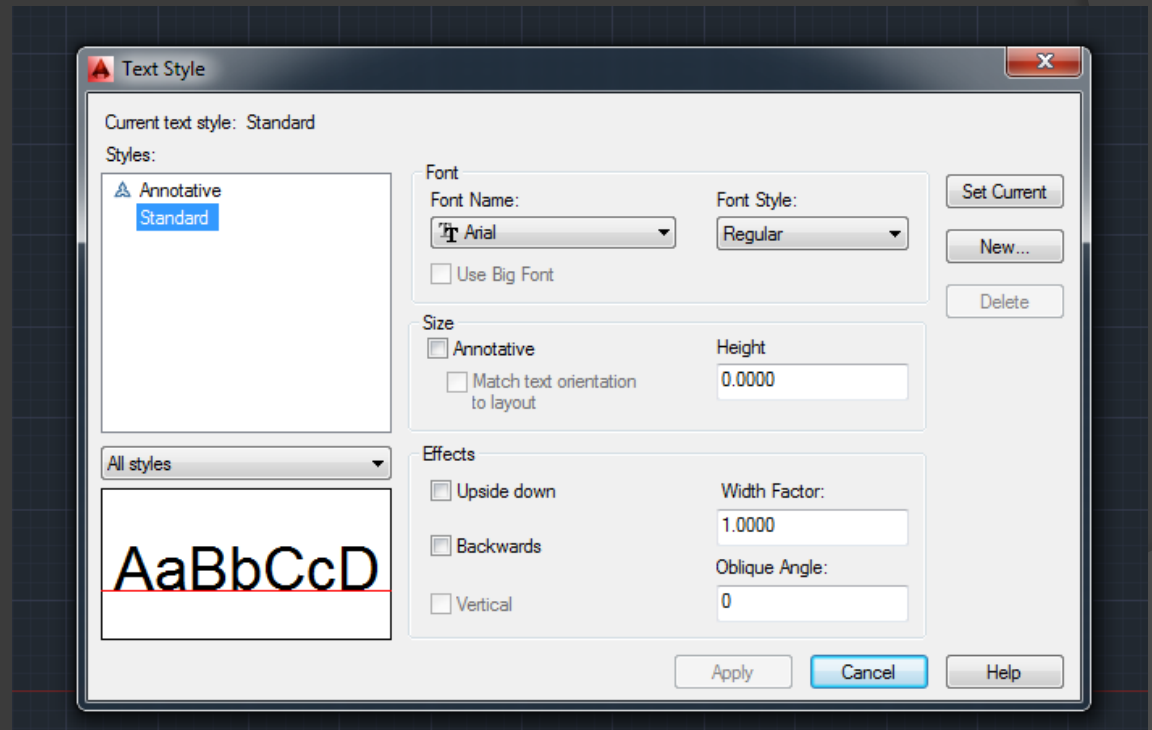 Text Style
Current text style: Standard
Styles:
Annotative
Standard
All styles
AaBbCcD
Font
Font Name:
Arial
Use Big Font
Font Style:
Regular
Size
Annotative
Match text orientation
to layout
Height
0.0000
Effects
Upside down
Backwards
Vertical
Width Factor:
1.0000
Oblique Angle:
0
Set Current
New...
Delete
Apply
Cancel
Help